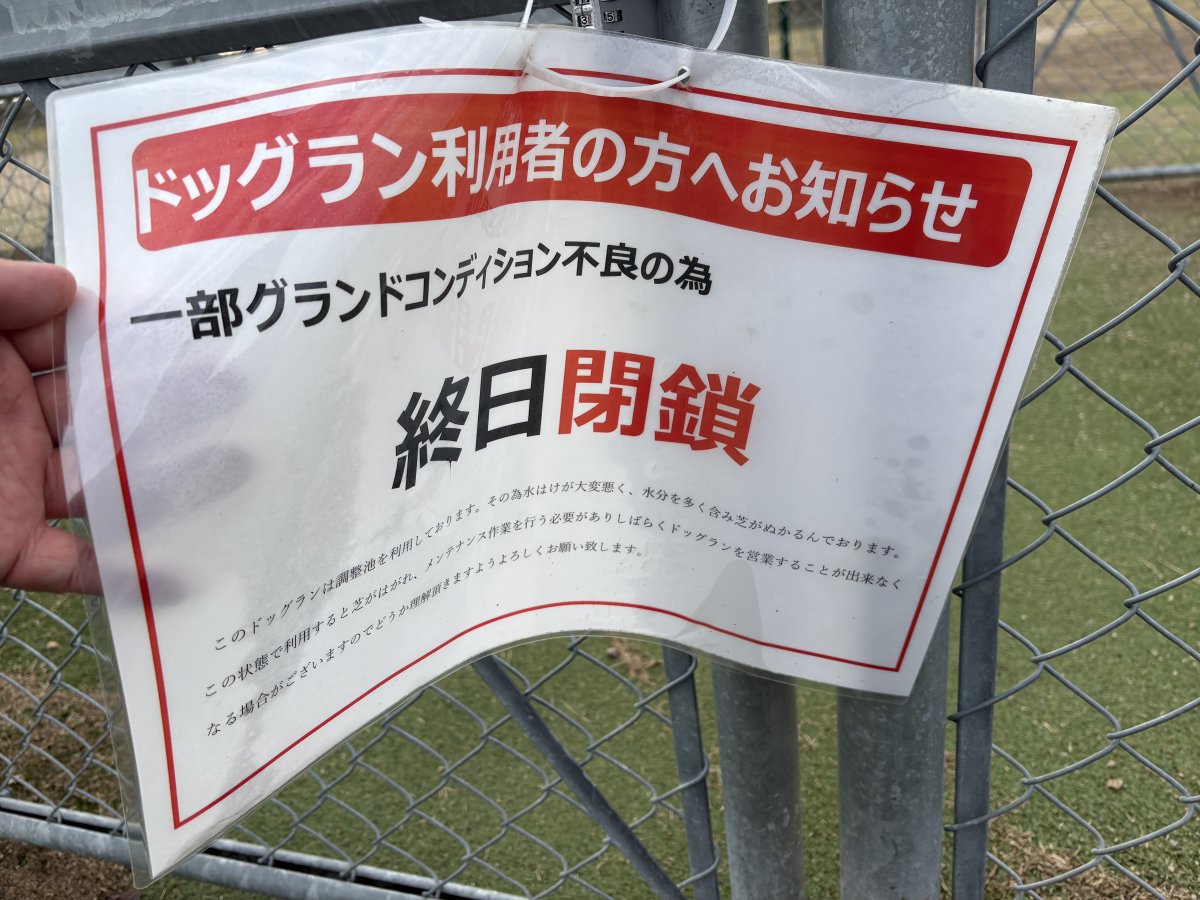 ドッグラン利用者の方へお知らせ
一部グランドコンディション不良の為
終日閉鎖
このドッグランは調整池を利用しております。その為水はけが大変悪く、水分を多く含み芝がぬかるんでおります。
この状態で利用すると芝がはがれ、メンテナンス作業を行う必要がありしばらくドッグランを営業することが出来なく
なる場合がございますのでどうか理解頂きますようよろしくお願い致します。